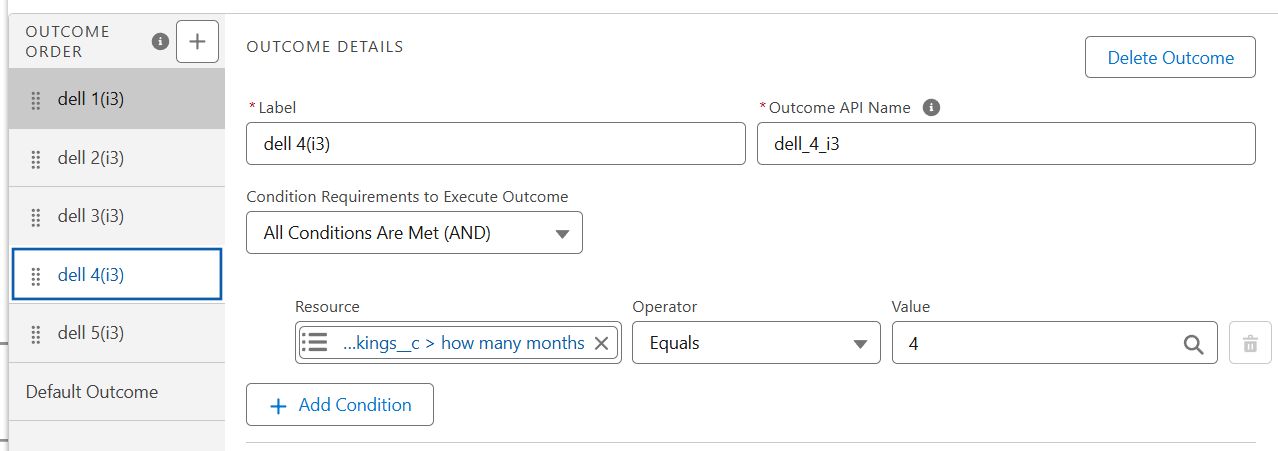 OUTCOME
ORDER
dell 1(i3)
dell 2(i3)
dell 3(i3)
dell 4(i3)
dell 5(i3)
Default Outcome
OUTCOME DETAILS
Delete Outcome
*Label
*Outcome API Name
dell 4(i3)
dell_4_i3
Condition Requirements to Execute Outcome
All Conditions Are Met (AND)
Resource Operator Value
...kings__c > how many months Equals 4
+ Add Condition